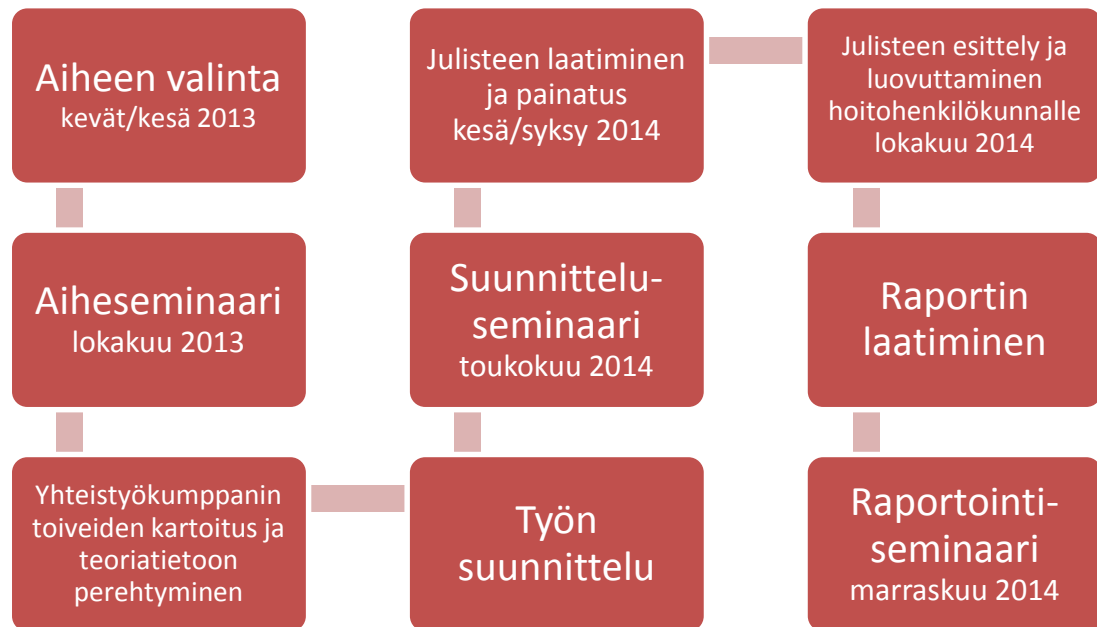 Aiheen valinta
kevät/kesä 2013
Aiheseminaari
lokakuu 2013
Yhteistyökumppanin
toiveiden kartoitus ja
teoriatietoon
perehtyminen
Työn
suunnittelu
Suunnittelu-
seminaari
toukokuu 2014
Julisteen laatiminen
ja painatus
kesä/syksy 2014
Julisteen esittely ja
luovuttaminen
hoitohenkilökunnalle
lokakuu 2014
Raportin
laatiminen
Raportointi-
seminaari
marraskuu 2014